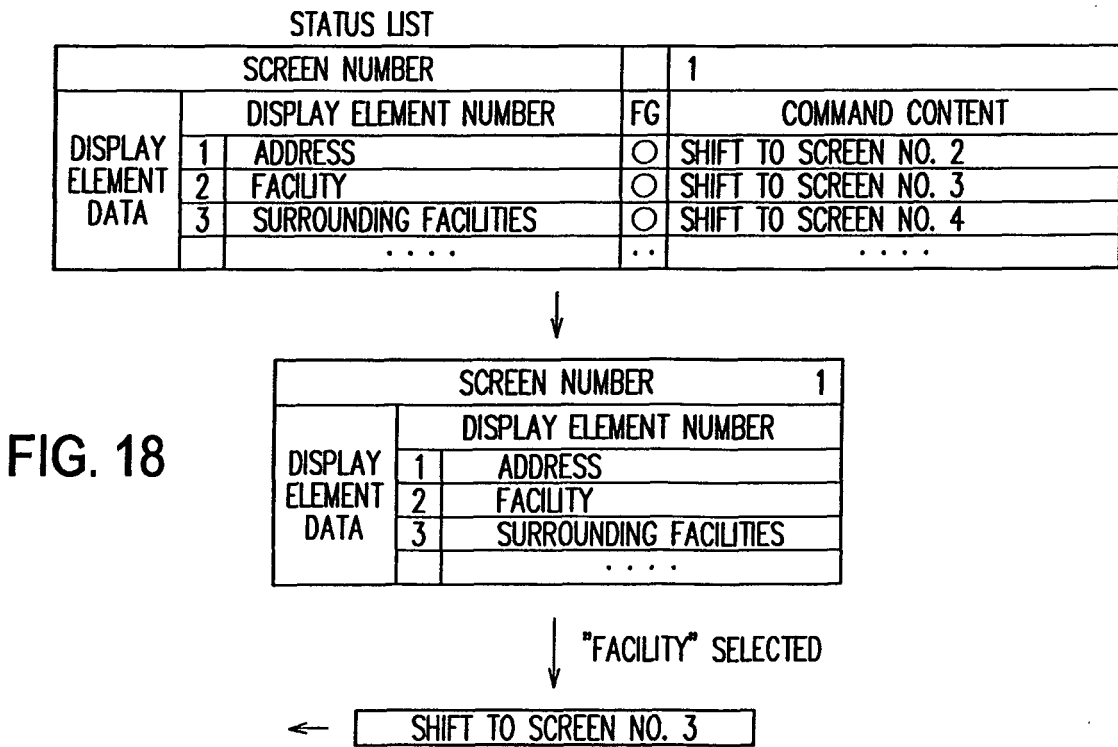 STATUS LIST
SCREEN NUMBER 1
DISPLAY ELEMENT DATA
DISPLAY ELEMENT NUMBER FG COMMAND CONTENT
1 ADDRESS ○ SHIFT TO SCREEN NO. 2
2 FACILITY ○ SHIFT TO SCREEN NO. 3
3 SURROUNDING FACILITIES ○ SHIFT TO SCREEN NO. 4
.... .. ....
FIG. 18
SCREEN NUMBER 1
DISPLAY ELEMENT DATA
DISPLAY ELEMENT NUMBER
1 ADDRESS
2 FACILITY
3 SURROUNDING FACILITIES
....
"FACILITY" SELECTED
SHIFT TO SCREEN NO. 3